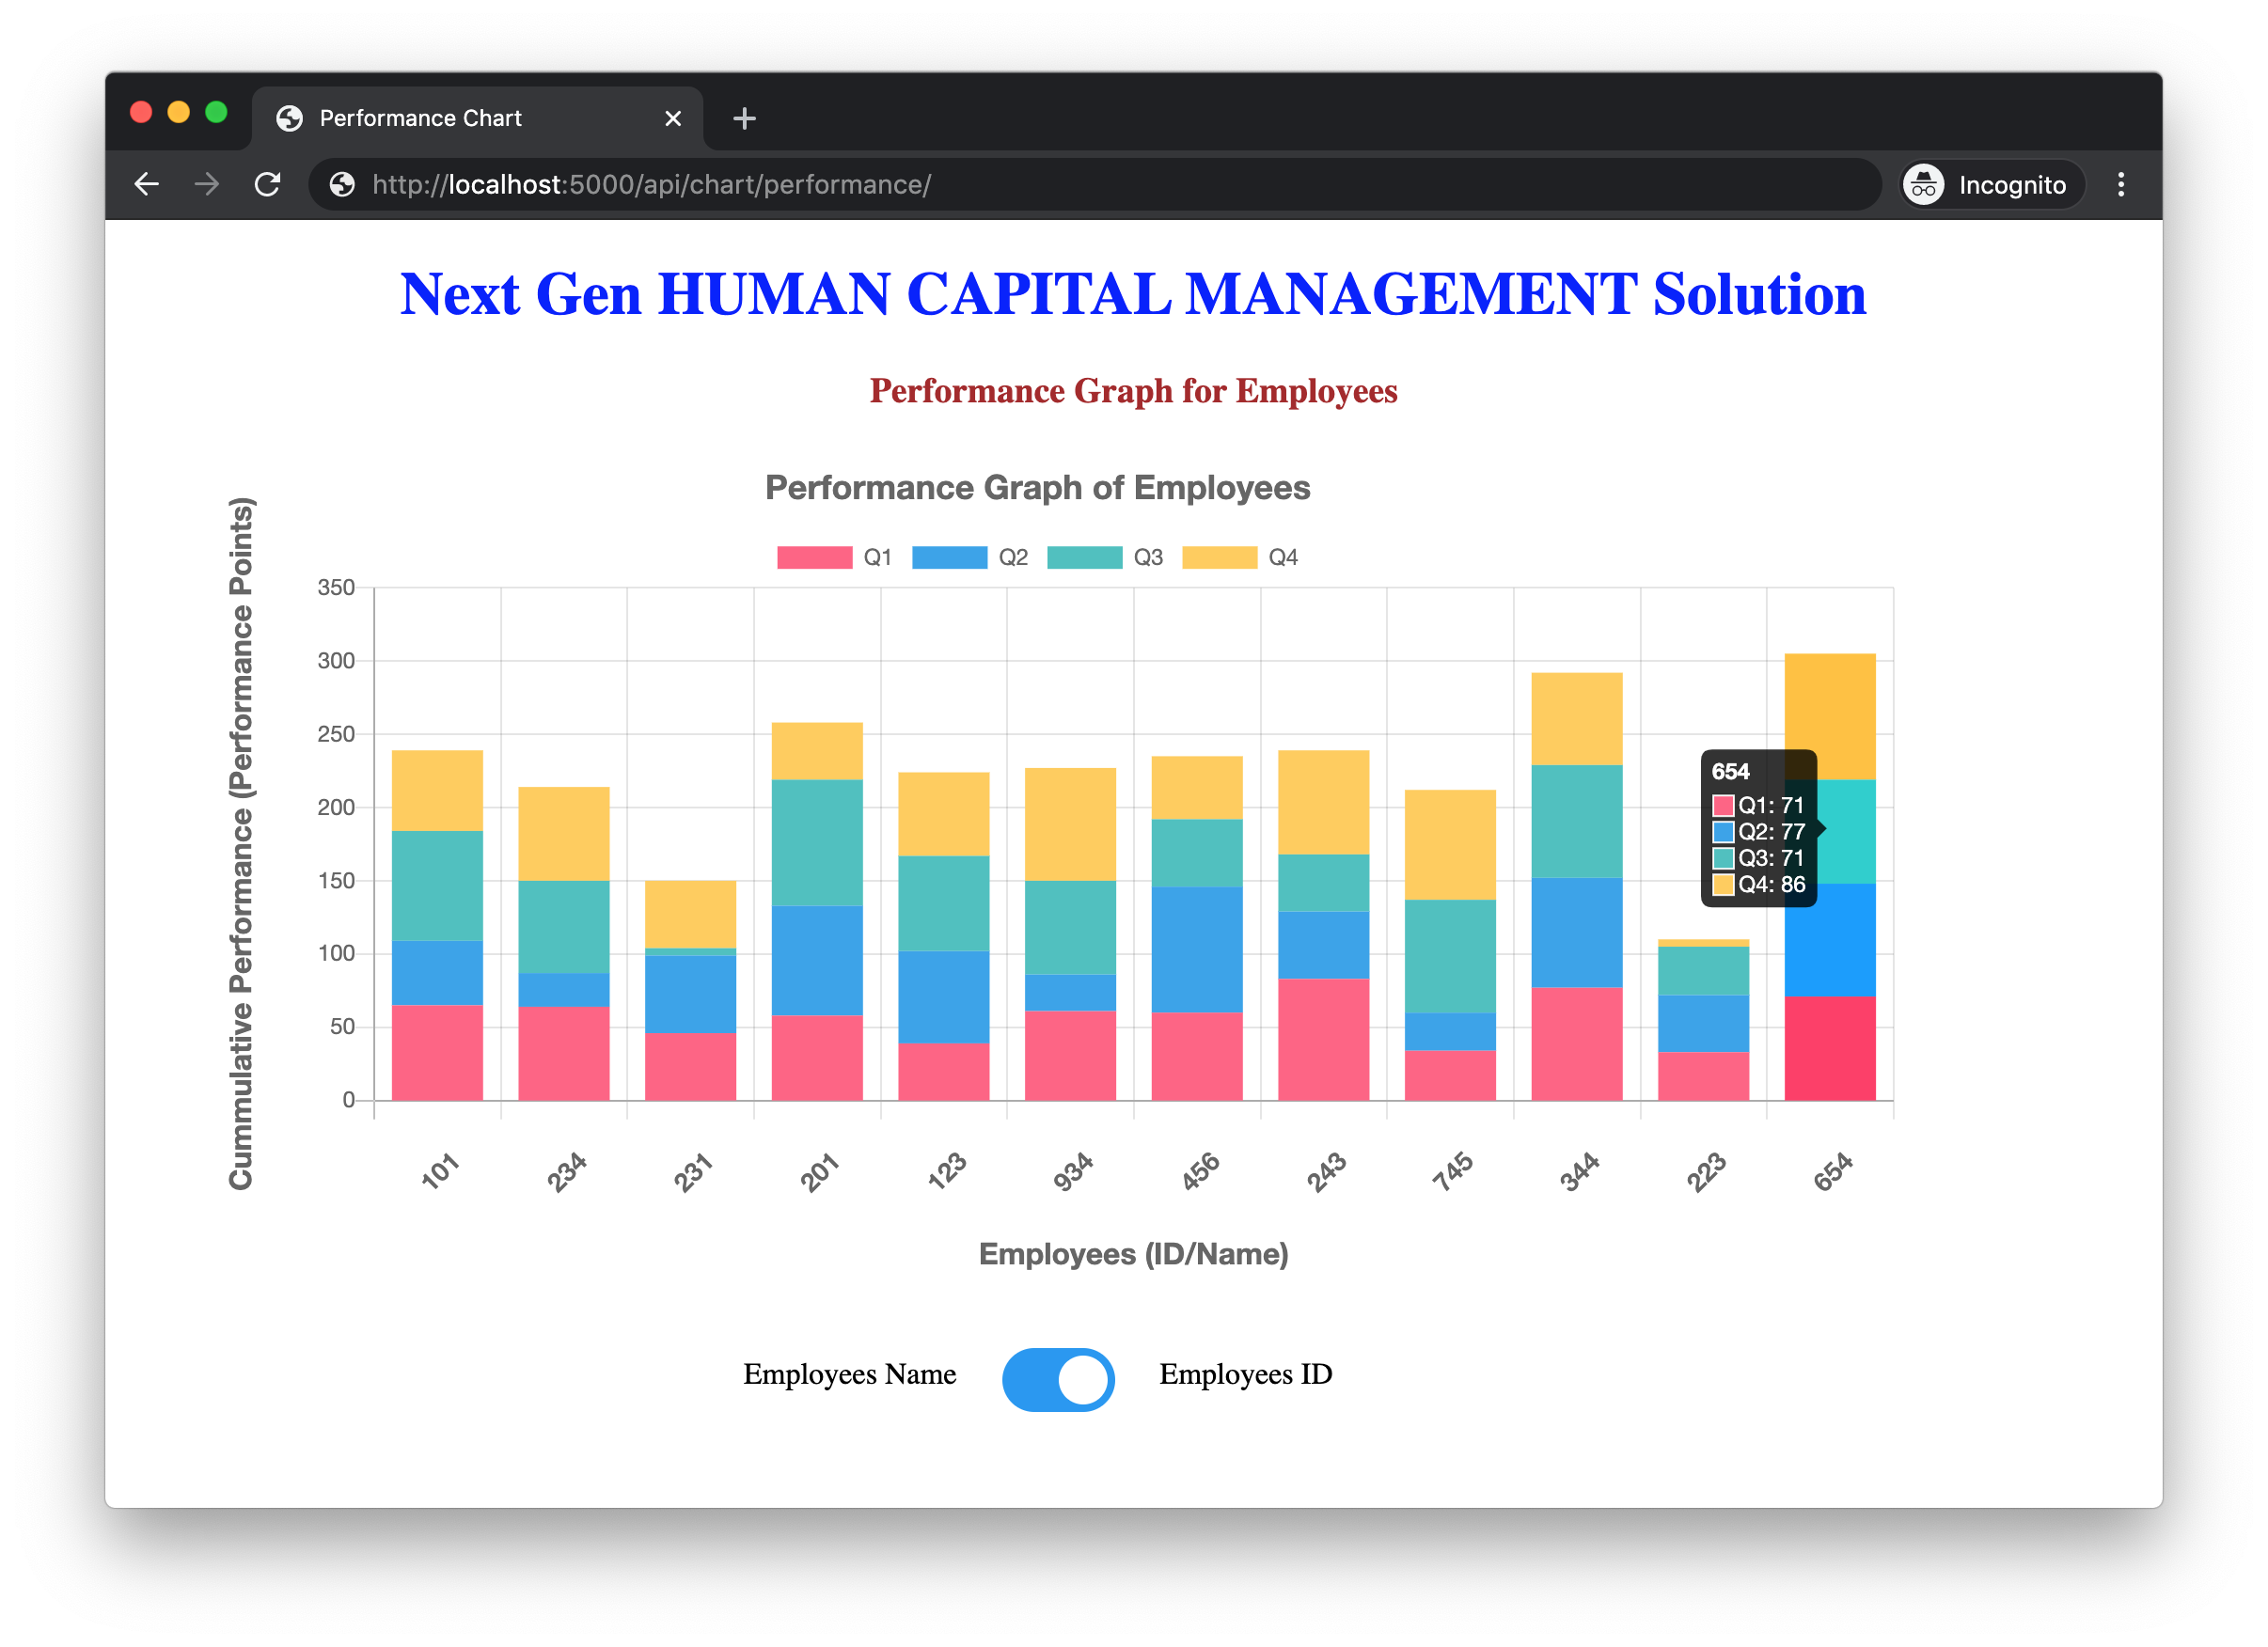 Performance Chart
http://localhost:5000/api/chart/performance/
Incognito
Next Gen HUMAN CAPITAL MANAGEMENT Solution
Performance Graph for Employees
Performance Graph of Employees
Q1 Q2 Q3 Q4
Cummulative Performance (Performance Points)
350
300
250
200
150
100
50
0
654
Q1: 71
Q2: 77
Q3: 71
Q4: 86
101 234 231 201 123 934 456 243 745 344 223 654
Employees (ID/Name)
Employees Name Employees ID